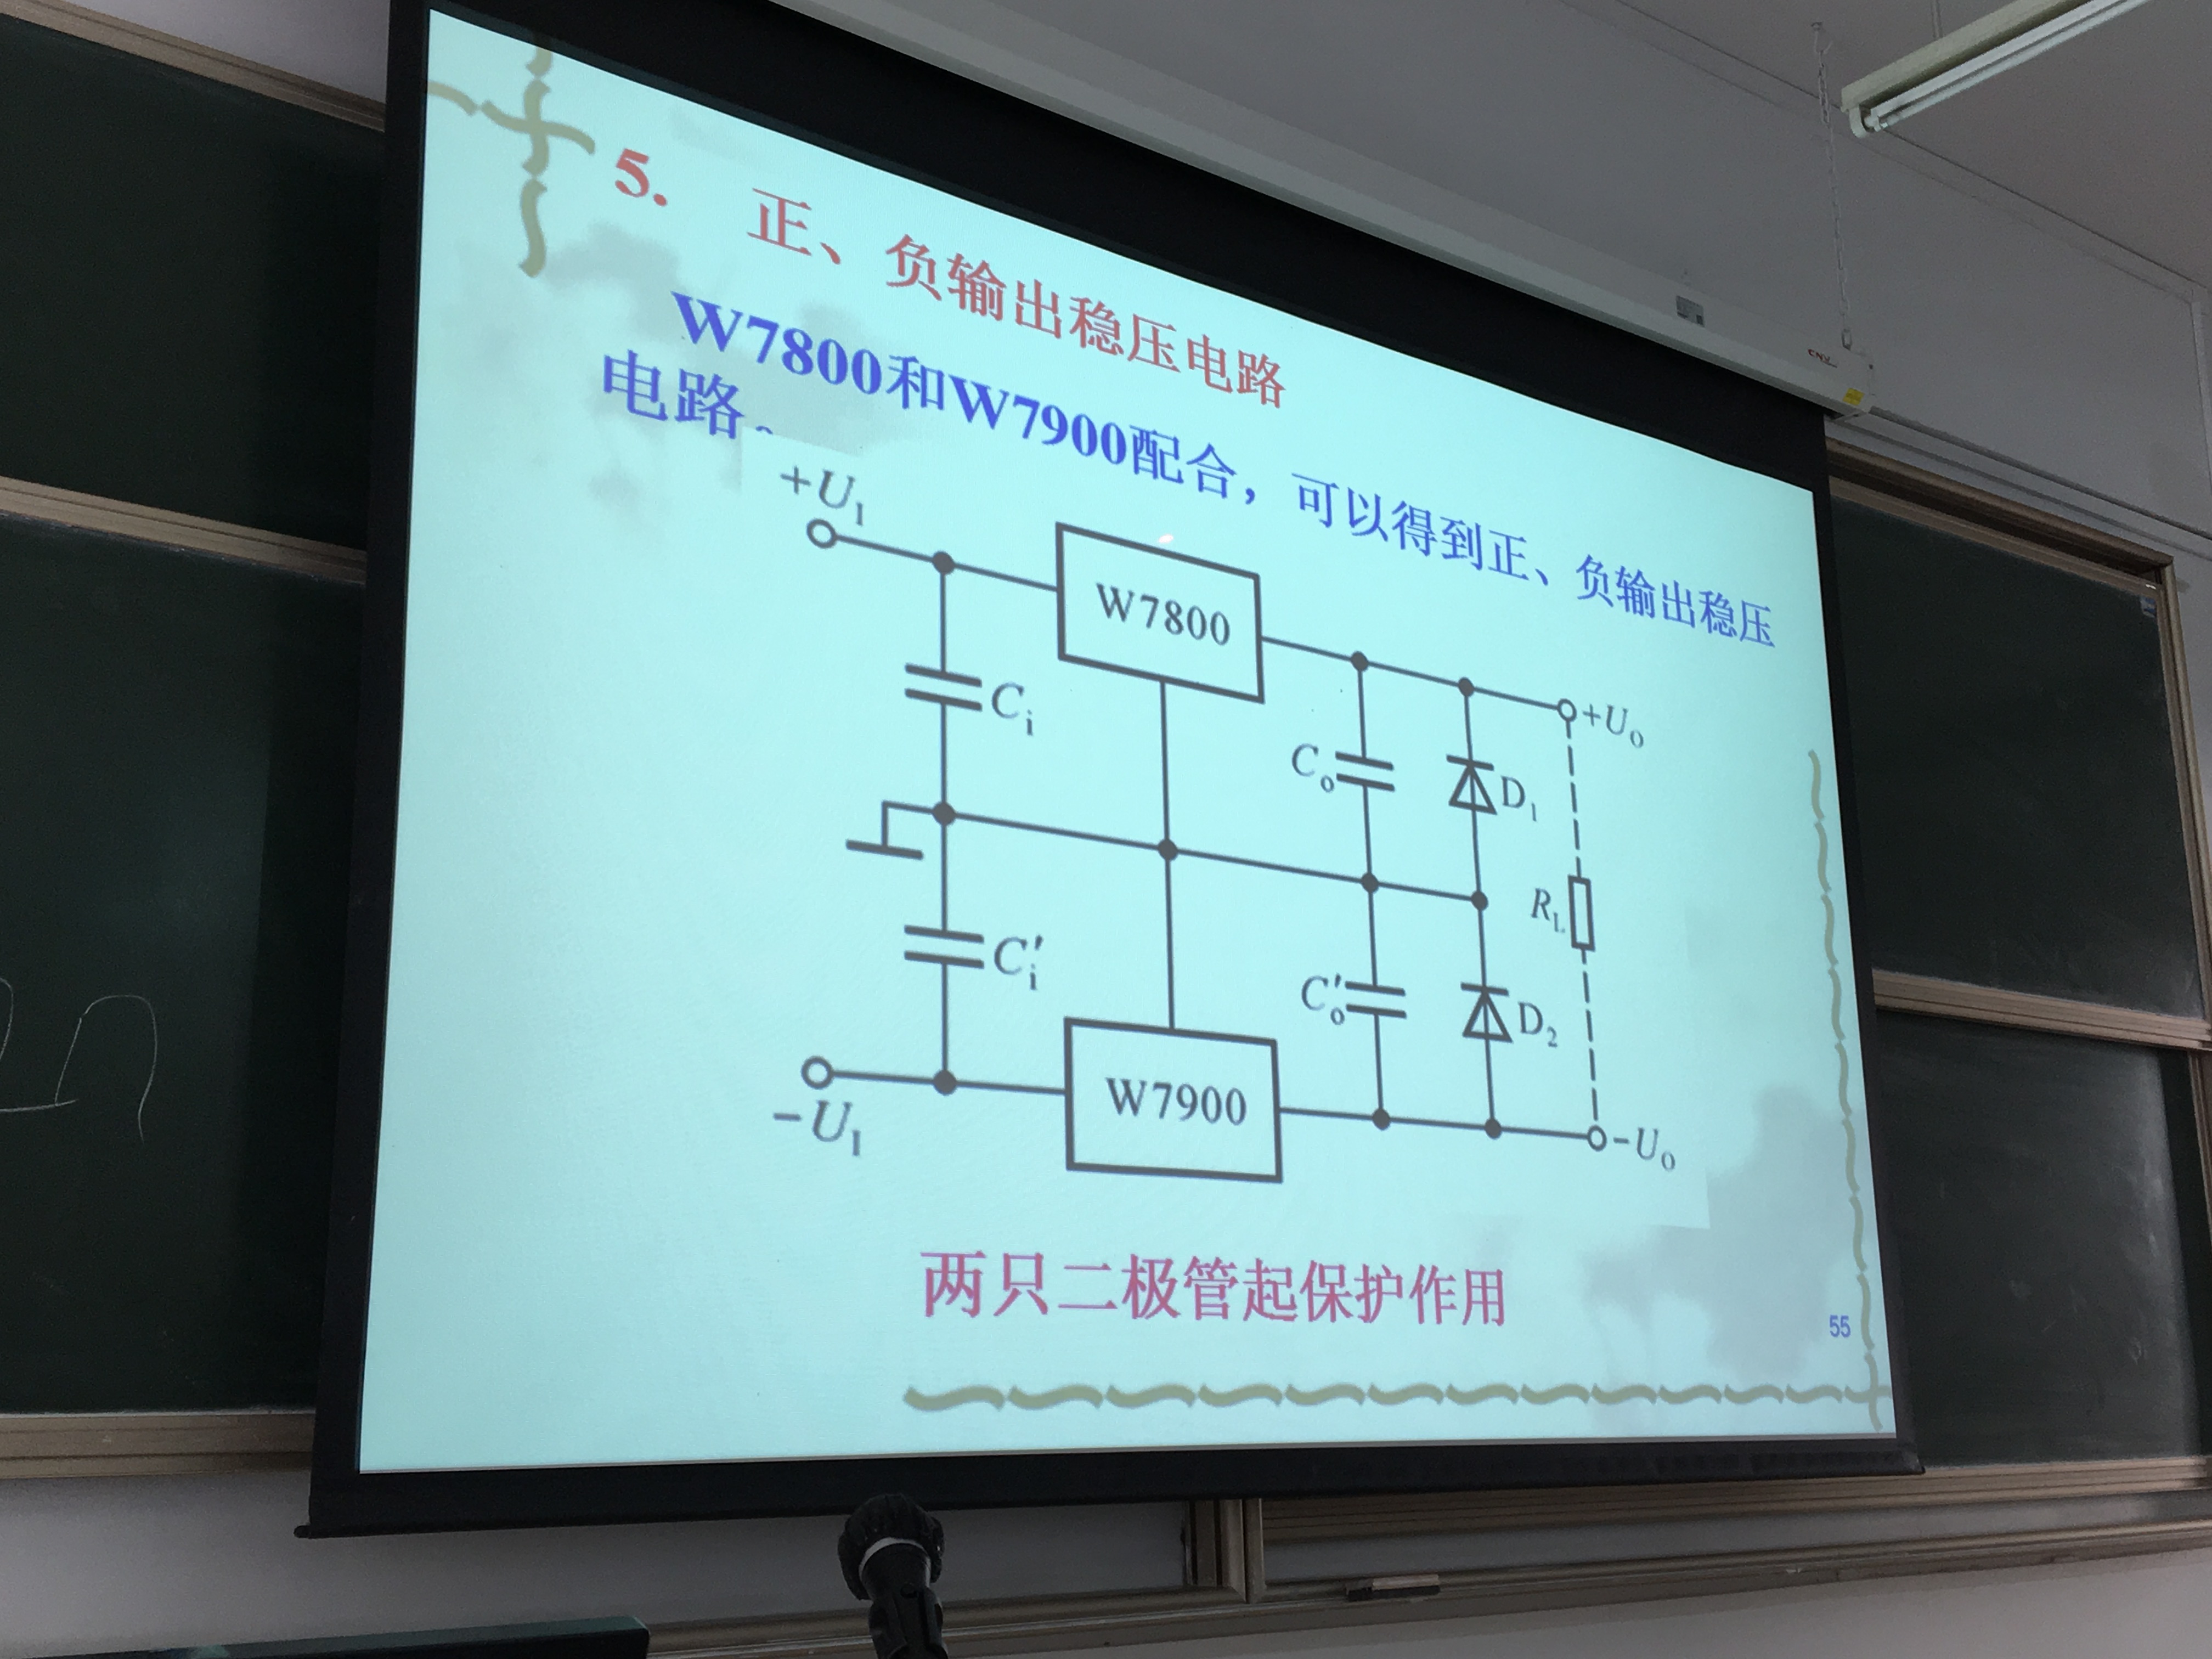 5. 正、负输出稳压电路
W7800和W7900配合，可以得到正、负输出稳压
电路。
+U_I
W7800
C_i
C_o
D_1
+U_o
R_L
C_i′
C_o′
D_2
W7900
−U_I
−U_o
两只二极管起保护作用
55